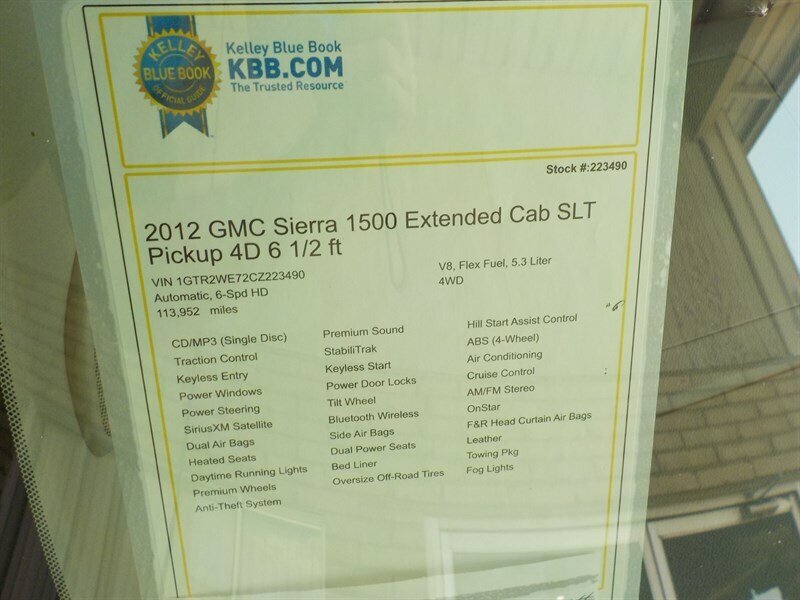 KELLEY
BLUE BOOK
OFFICIAL GUIDE
Kelley Blue Book
KBB.COM
The Trusted Resource
Stock #:223490
2012 GMC Sierra 1500 Extended Cab SLT
Pickup 4D 6 1/2 ft
VIN 1GTR2WE72CZ223490
Automatic, 6-Spd HD
113,952 miles
V8, Flex Fuel, 5.3 Liter
4WD
CD/MP3 (Single Disc)
Traction Control
Keyless Entry
Power Windows
Power Steering
SiriusXM Satellite
Dual Air Bags
Heated Seats
Daytime Running Lights
Premium Wheels
Anti-Theft System
Premium Sound
StabiliTrak
Keyless Start
Power Door Locks
Tilt Wheel
Bluetooth Wireless
Side Air Bags
Dual Power Seats
Bed Liner
Oversize Off-Road Tires
Hill Start Assist Control
ABS (4-Wheel)
Air Conditioning
Cruise Control
AM/FM Stereo
OnStar
F&R Head Curtain Air Bags
Leather
Towing Pkg
Fog Lights